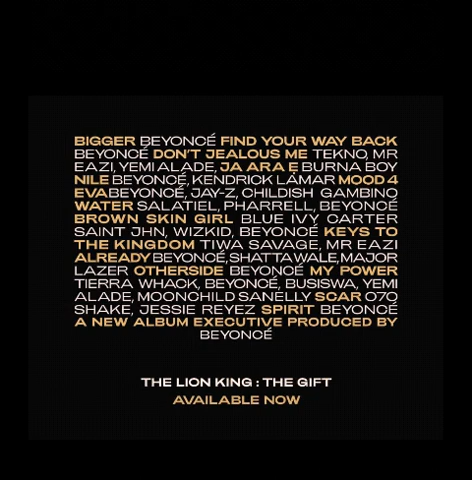 BIGGER BEYONCÉ FIND YOUR WAY BACK
BEYONCÉ DON'T JEALOUS ME TEKNO, MR
EAZI, YEMI ALADE, JA ARA E BURNA BOY
NILE BEYONCÉ, KENDRICK LAMAR MOOD 4
EVA BEYONCÉ, JAY-Z, CHILDISH GAMBINO
WATER SALATIEL, PHARRELL, BEYONCÉ
BROWN SKIN GIRL BLUE IVY CARTER
SAINT JHN, WIZKID, BEYONCÉ KEYS TO
THE KINGDOM TIWA SAVAGE, MR EAZI
ALREADY BEYONCÉ, SHATTA WALE, MAJOR
LAZER OTHERSIDE BEYONCÉ MY POWER
TIERRA WHACK, BEYONCÉ, BUSISWA, YEMI
ALADE, MOONCHILD SANELLY SCAR 070
SHAKE, JESSIE REYEZ SPIRIT BEYONCÉ
A NEW ALBUM EXECUTIVE PRODUCED BY
BEYONCÉ
THE LION KING : THE GIFT
AVAILABLE NOW